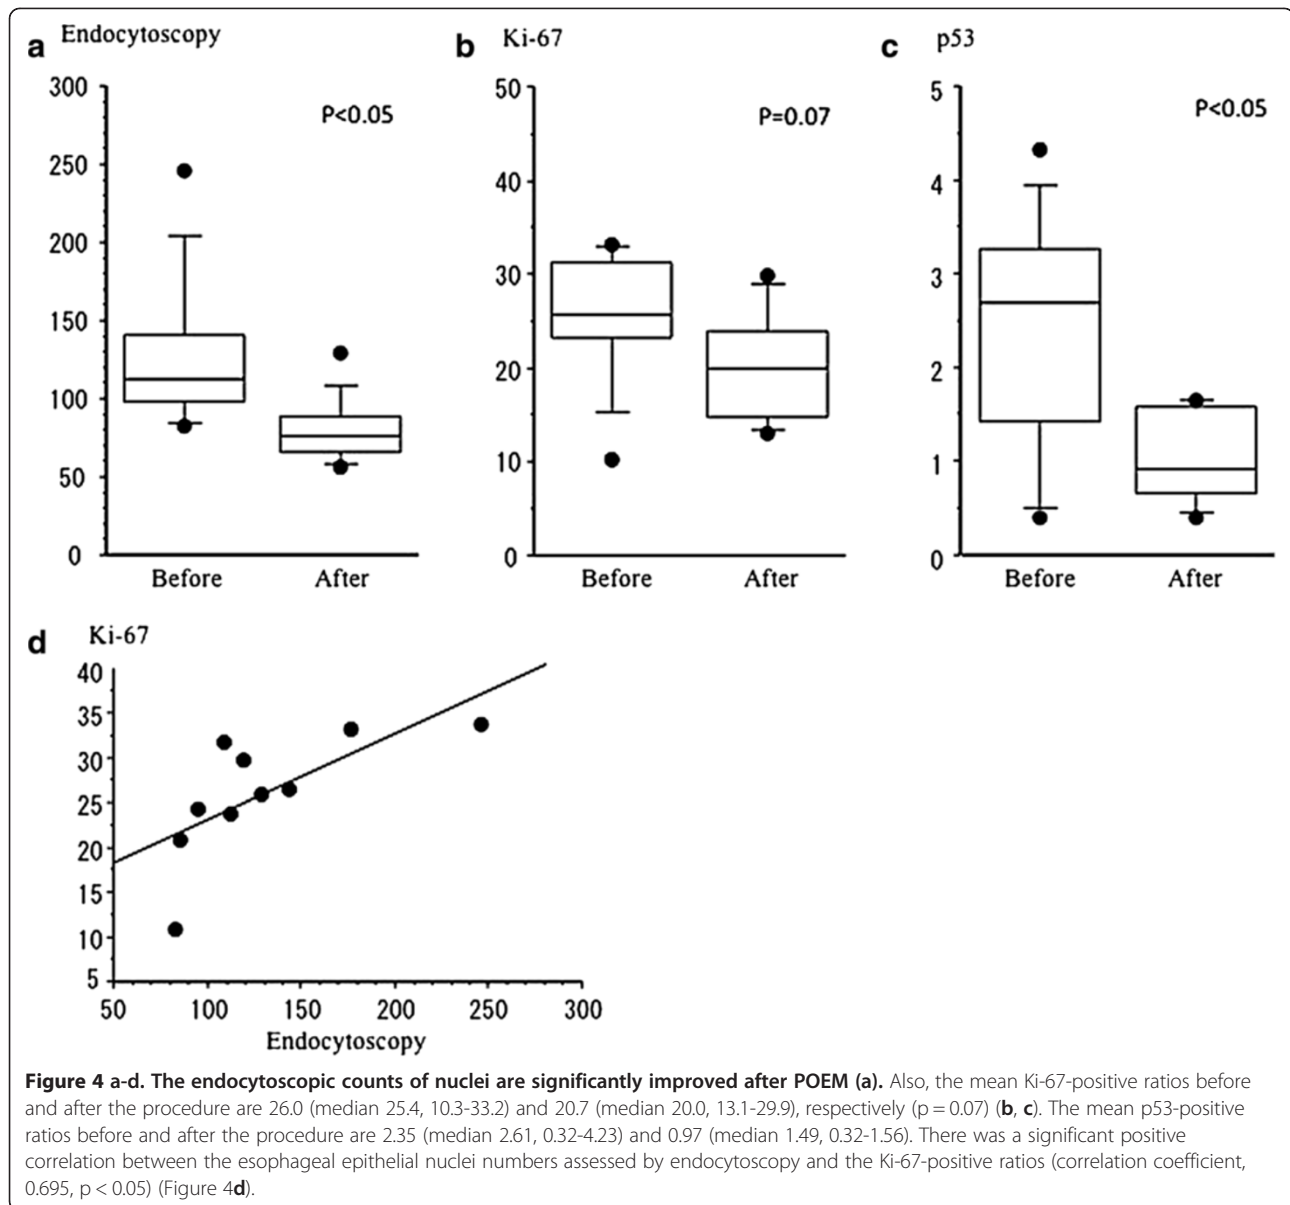 a Endocytoscopy
300
250
200
150
100
50
0
P<0.05
Before After
b Ki-67
50
40
30
20
10
0
P=0.07
Before After
c p53
5
4
3
2
1
0
P<0.05
Before After
d Ki-67
40
35
30
25
20
15
10
5
50 100 150 200 250 300
Endocytoscopy
Figure 4 a-d. The endocytoscopic counts of nuclei are significantly improved after POEM (a). Also, the mean Ki-67-positive ratios before
and after the procedure are 26.0 (median 25.4, 10.3-33.2) and 20.7 (median 20.0, 13.1-29.9), respectively (p = 0.07) (b, c). The mean p53-positive
ratios before and after the procedure are 2.35 (median 2.61, 0.32-4.23) and 0.97 (median 1.49, 0.32-1.56). There was a significant positive
correlation between the esophageal epithelial nuclei numbers assessed by endocytoscopy and the Ki-67-positive ratios (correlation coefficient,
0.695, p < 0.05) (Figure 4d).